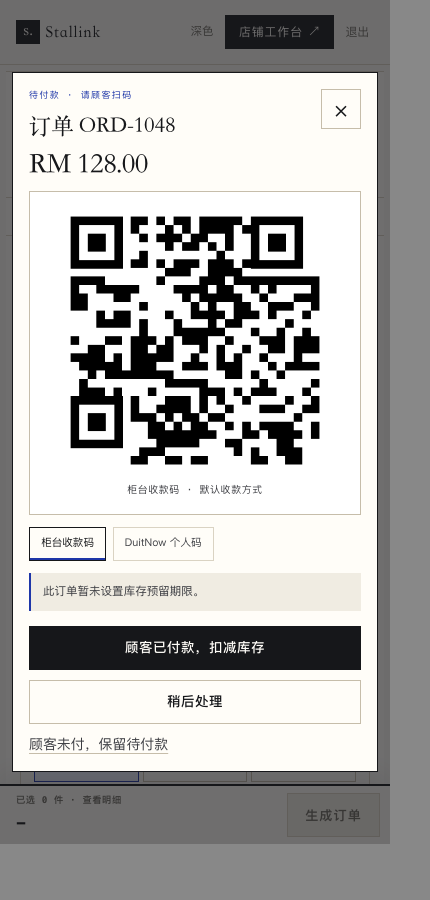 s. Stallink
深色
店铺工作台 ↗
退出
待付款 · 请顾客扫码
订单 ORD-1048
×
RM 128.00
柜台收款码 · 默认收款方式
柜台收款码
DuitNow 个人码
此订单暂未设置库存预留期限。
顾客已付款，扣减库存
稍后处理
顾客未付，保留待付款
已选 0 件 · 查看明细
–
生成订单